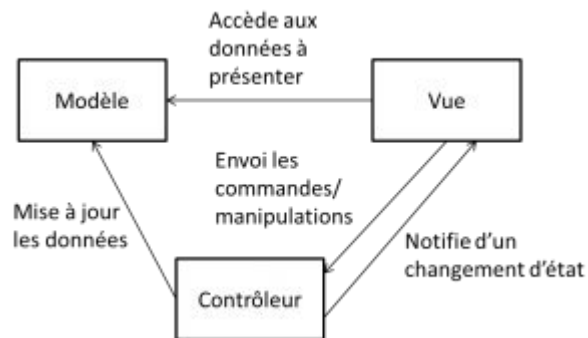 Accède aux
données à
présenter
Modèle
Vue
Envoi les
commandes/
manipulations
Mise à jour
les données
Notifie d'un
changement d'état
Contrôleur